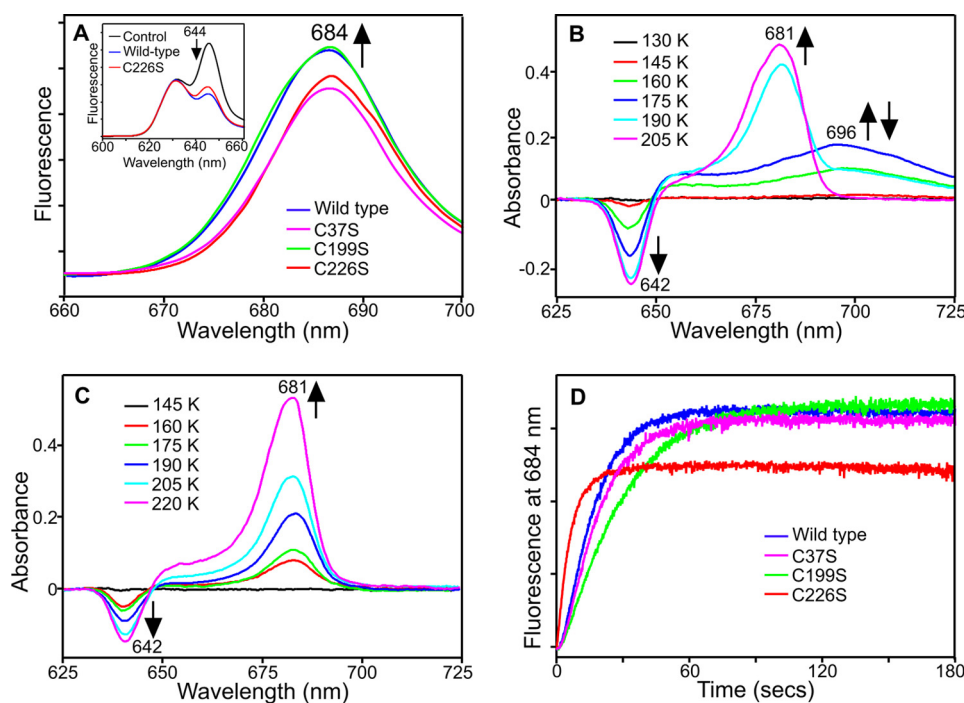 A
Fluorescence
644
Control
Wild-type
C226S
600 620 640 660
Wavelength (nm)
684
Fluorescence
Wild type
C37S
C199S
C226S
660 670 680 690 700
Wavelength (nm)
B
130 K
145 K
160 K
175 K
190 K
205 K
681
696
642
Absorbance
0.4
0.2
0
-0.2
625 650 675 700 725
Wavelength (nm)
C
145 K
160 K
175 K
190 K
205 K
220 K
681
642
Absorbance
0.4
0.2
0
625 650 675 700 725
Wavelength (nm)
D
Fluorescence at 684 nm
Wild type
C37S
C199S
C226S
0 60 120 180
Time (secs)